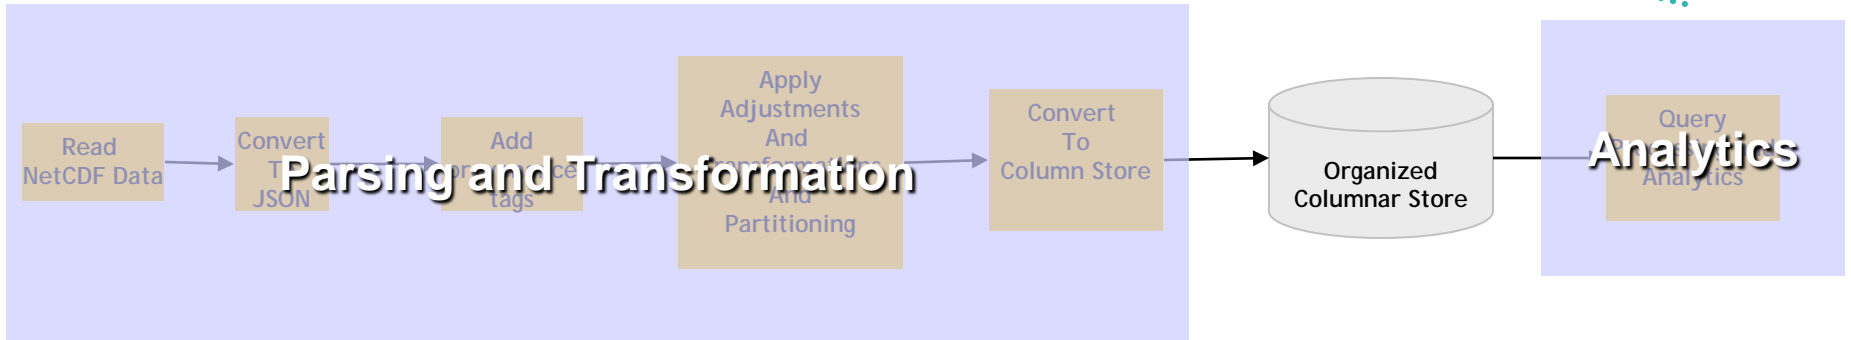 Read
NetCDF Data
Convert
JSON
Add
tags
Apply
Adjustments
And
And
Partitioning
Convert
To
Column Store
Parsing and Transformation
Organized
Columnar Store
Query
Analytics
Analytics